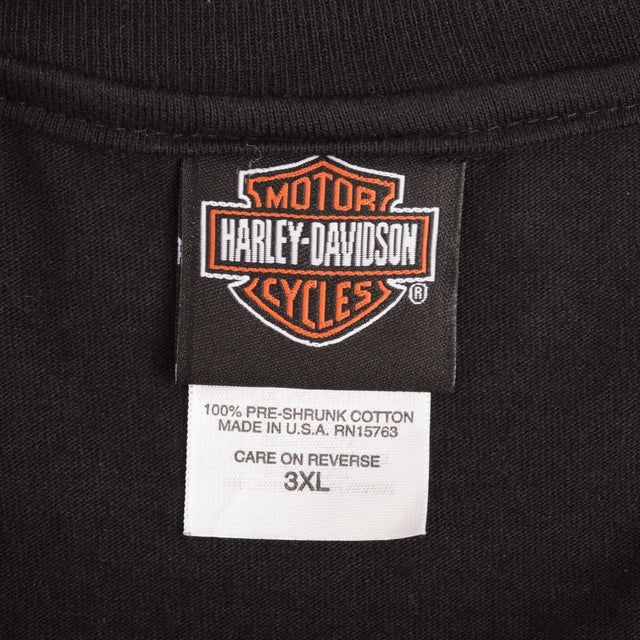 MOTOR
HARLEY-DAVIDSON
CYCLES
®
100% PRE-SHRUNK COTTON
MADE IN U.S.A. RN15763
CARE ON REVERSE
3XL